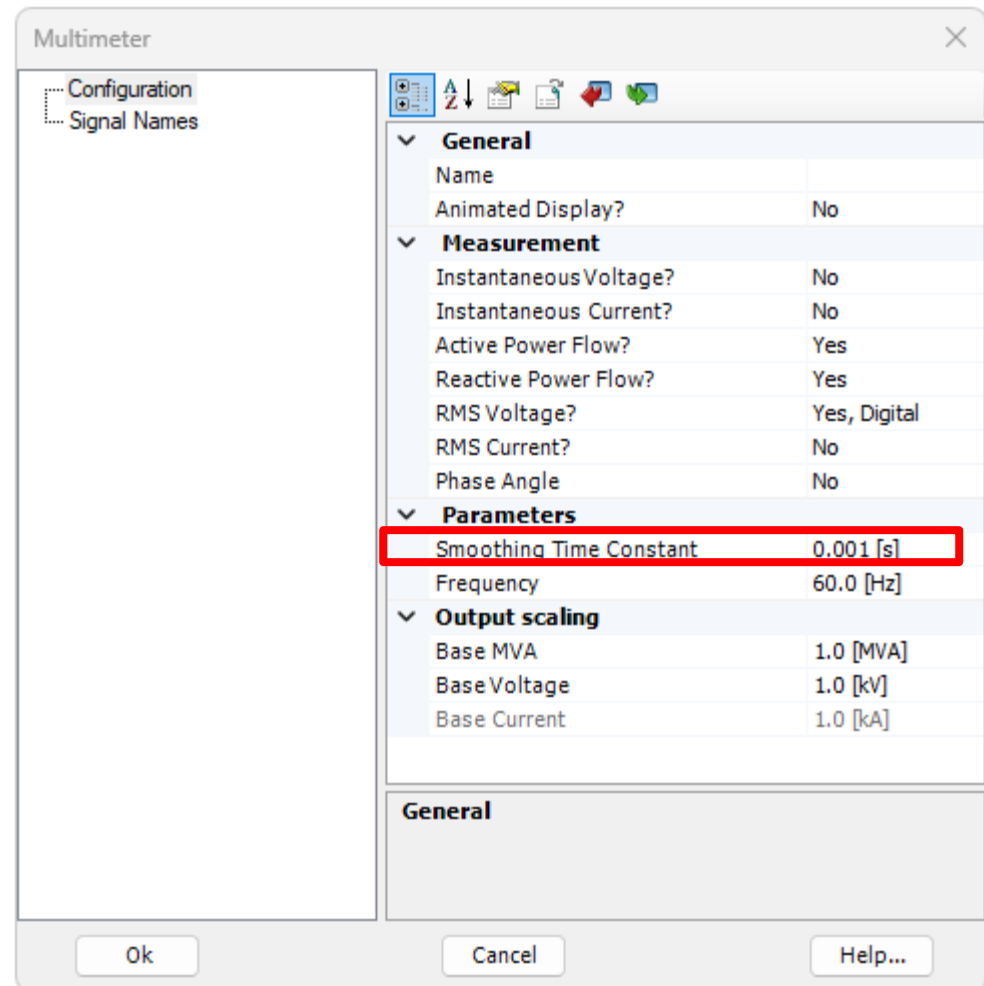 Multimeter
Configuration
Signal Names
General
Name
Animated Display? No
Measurement
Instantaneous Voltage? No
Instantaneous Current? No
Active Power Flow? Yes
Reactive Power Flow? Yes
RMS Voltage? Yes, Digital
RMS Current? No
Phase Angle No
Parameters
Smoothing Time Constant 0.001 [s]
Frequency 60.0 [Hz]
Output scaling
Base MVA 1.0 [MVA]
Base Voltage 1.0 [kV]
Base Current 1.0 [kA]
General
Ok Cancel Help...